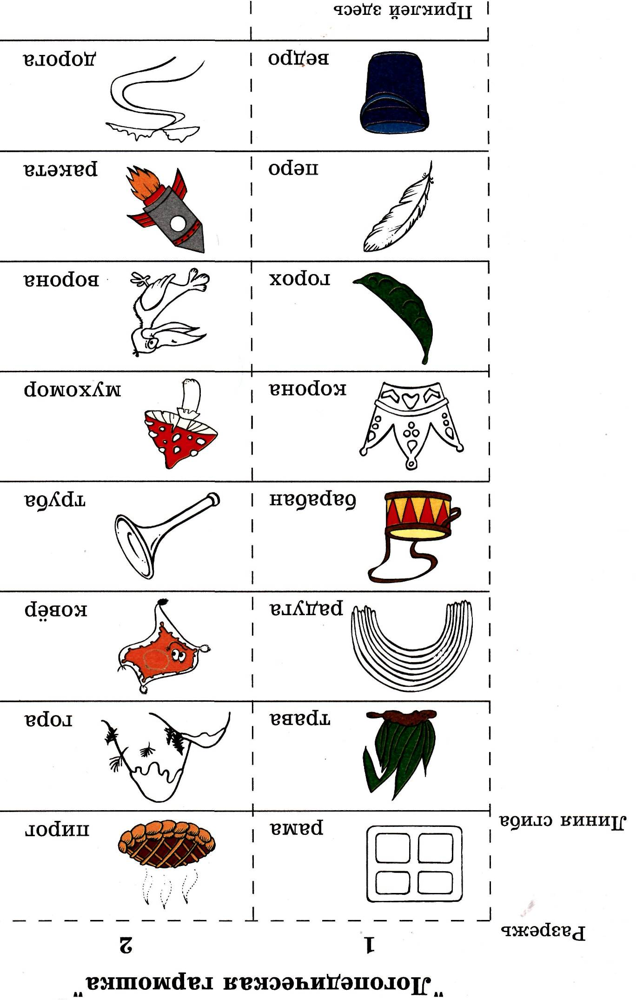 "Логопедическая гармошка"
1 2
Разрежь
рама пирог
Линия сгиба
трава гора
радуга ковёр
барабан труба
корона мухомор
горох ворона
перо ракета
ведро дорога
Приклей здесь